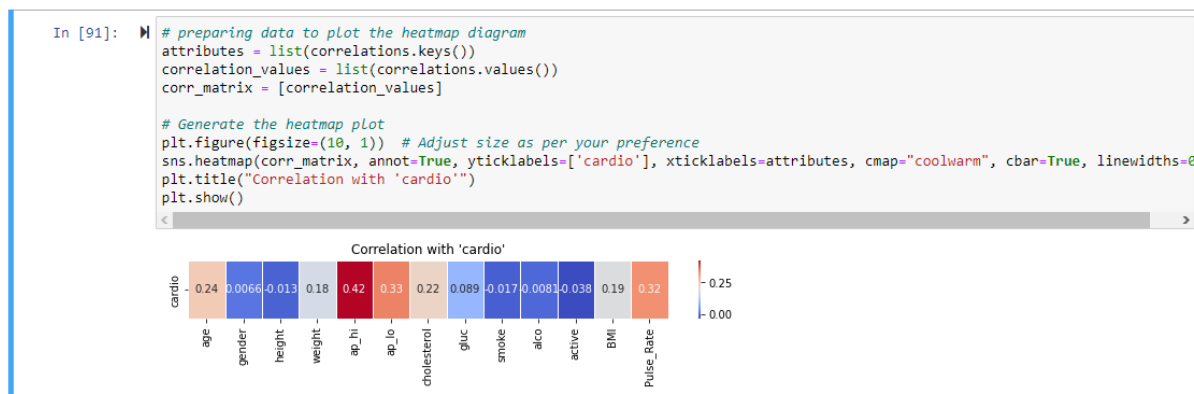 In [91]:
# preparing data to plot the heatmap diagram
attributes = list(correlations.keys())
correlation_values = list(correlations.values())
corr_matrix = [correlation_values]
# Generate the heatmap plot
plt.figure(figsize=(10, 1))  # Adjust size as per your preference
sns.heatmap(corr_matrix, annot=True, yticklabels=['cardio'], xticklabels=attributes, cmap="coolwarm", cbar=True, linewidths=0
plt.title("Correlation with 'cardio'")
plt.show()
Correlation with 'cardio'
cardio
0.24 0.0066 -0.013 0.18 0.42 0.33 0.22 0.089 -0.017 -0.0081 -0.038 0.19 0.32
0.25
0.00
age gender height weight ap_hi ap_lo cholesterol gluc smoke alco active BMI Pulse_Rate